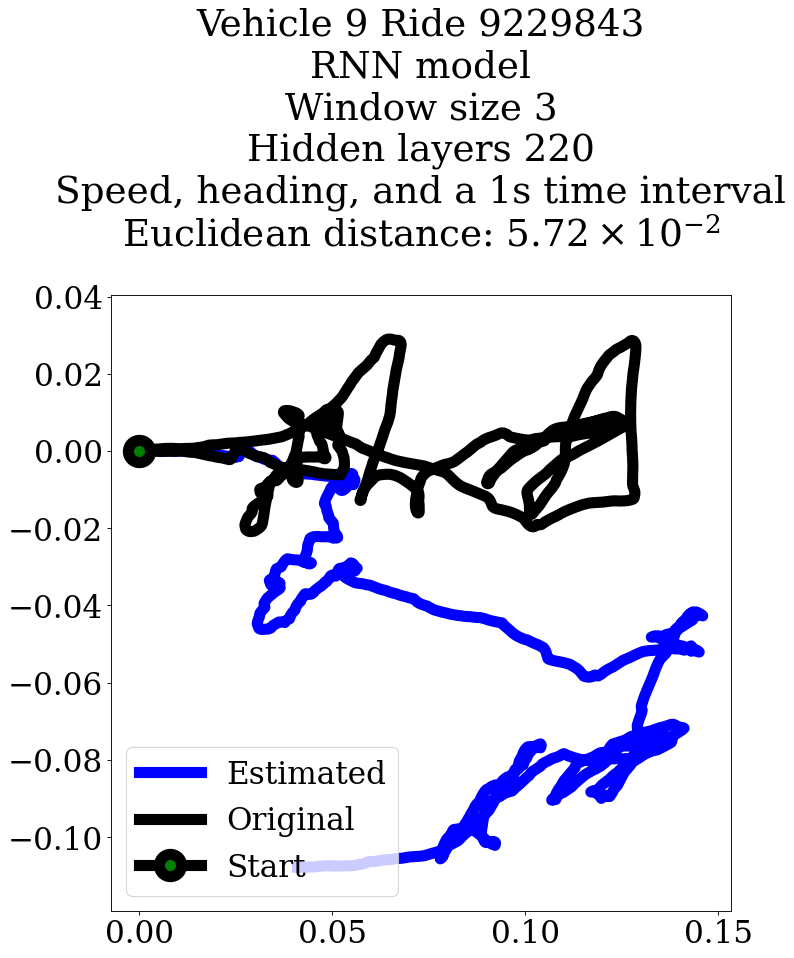 Vehicle 9 Ride 9229843
RNN model
Window size 3
Hidden layers 220
Speed, heading, and a 1s time interval
Euclidean distance: 5.72 × 10⁻²
0.04
0.02
0.00
−0.02
−0.04
−0.06
−0.08
−0.10
Estimated
Original
Start
0.00 0.05 0.10 0.15